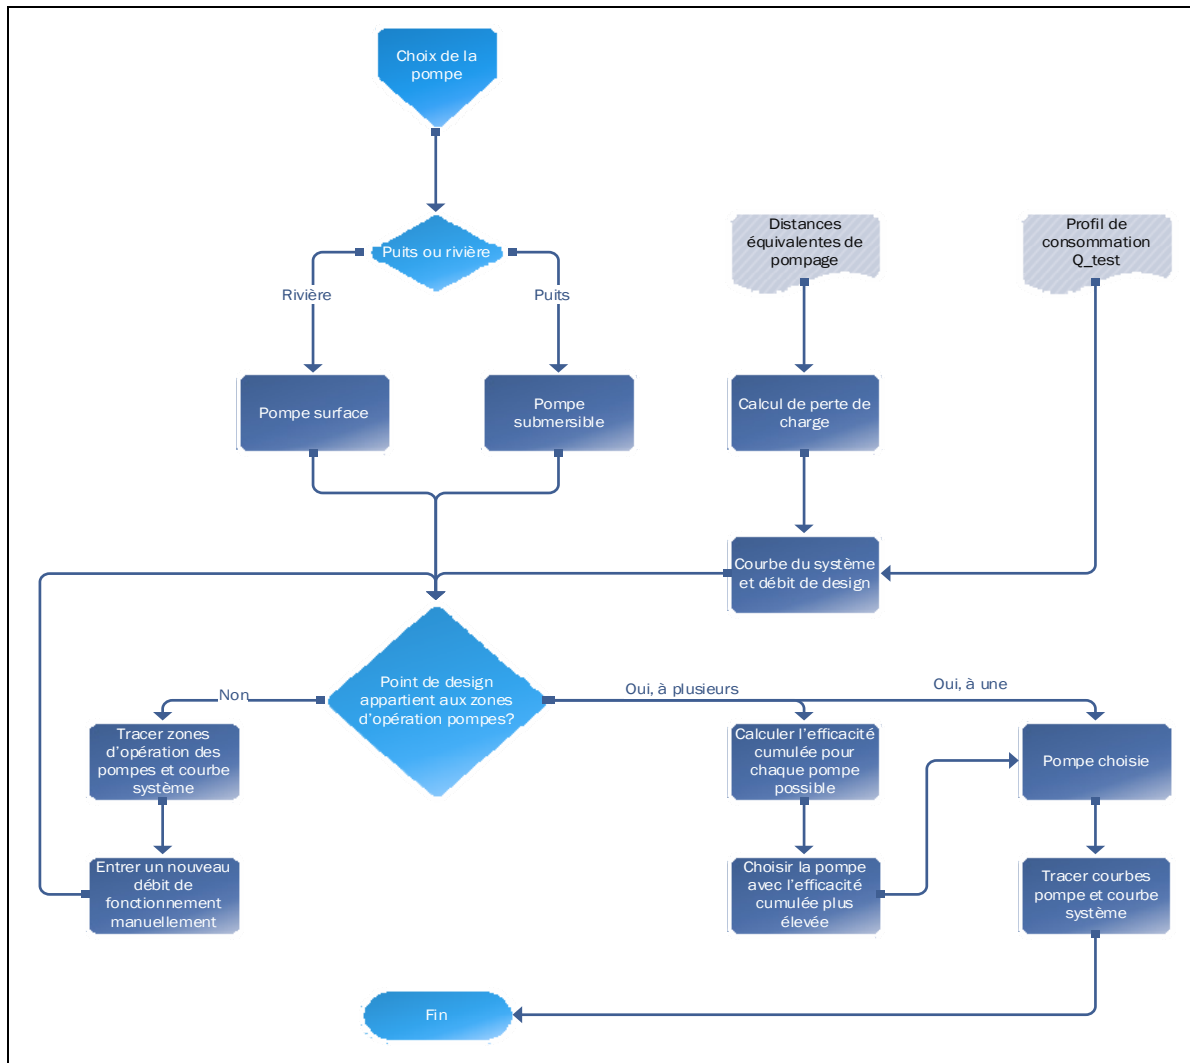 Choix de la
pompe
Puits ou rivière
Distances
équivalentes de
pompage
Profil de
consommation
Q_test
Rivière
Puits
Pompe surface
Pompe
submersible
Calcul de perte de
charge
Courbe du système
et débit de design
Point de design
appartient aux zones
d'opération pompes?
Non
Oui, à plusieurs
Oui, à une
Tracer zones
d'opération des
pompes et courbe
système
Calculer l'efficacité
cumulée pour
chaque pompe
possible
Pompe choisie
Entrer un nouveau
débit de
fonctionnement
manuellement
Choisir la pompe
avec l'efficacité
cumulée plus
élevée
Tracer courbes
pompe et courbe
système
Fin